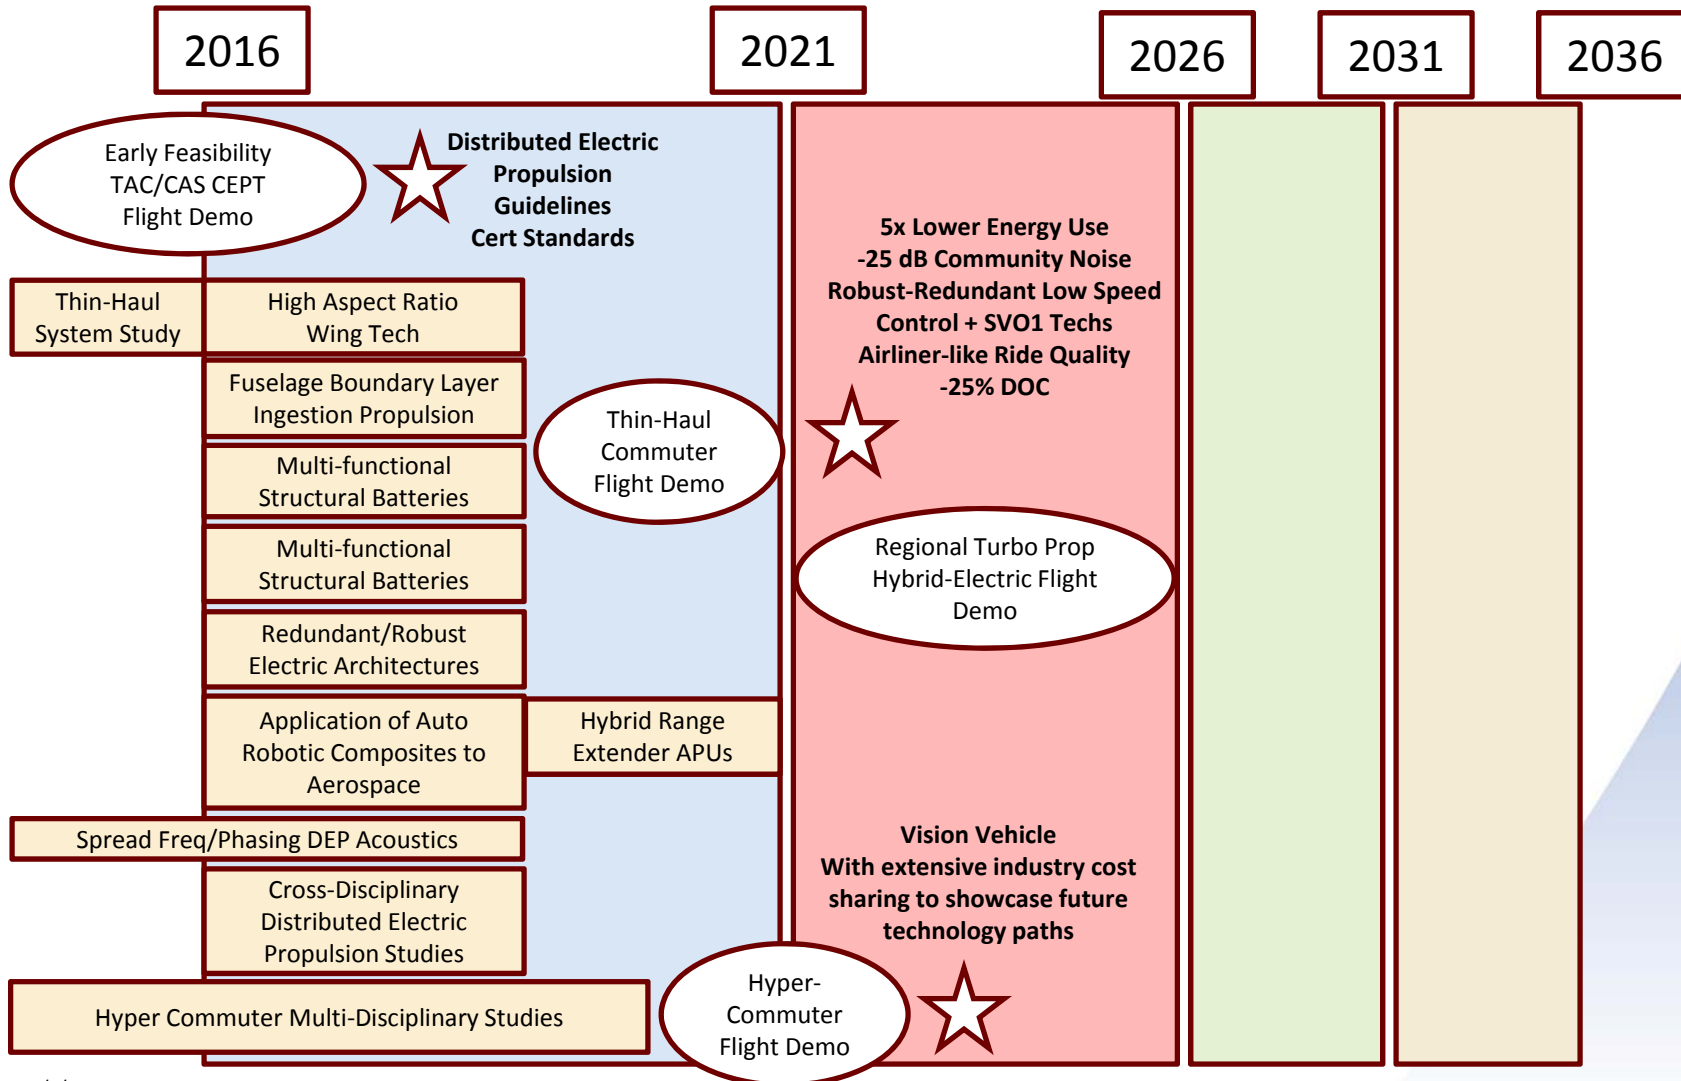 2016
2021
2026
2031
2036
Early Feasibility
TAC/CAS CEPT
Flight Demo
Distributed Electric
Propulsion
Guidelines
Cert Standards
5x Lower Energy Use
-25 dB Community Noise
Robust-Redundant Low Speed
Control + SVO1 Techs
Airliner-like Ride Quality
-25% DOC
Thin-Haul
System Study
High Aspect Ratio
Wing Tech
Fuselage Boundary Layer
Ingestion Propulsion
Thin-Haul
Commuter
Flight Demo
Multi-functional
Structural Batteries
Multi-functional
Structural Batteries
Regional Turbo Prop
Hybrid-Electric Flight
Demo
Redundant/Robust
Electric Architectures
Application of Auto
Robotic Composites to
Aerospace
Hybrid Range
Extender APUs
Spread Freq/Phasing DEP Acoustics
Vision Vehicle
With extensive industry cost
sharing to showcase future
technology paths
Cross-Disciplinary
Distributed Electric
Propulsion Studies
Hyper Commuter Multi-Disciplinary Studies
Hyper-
Commuter
Flight Demo